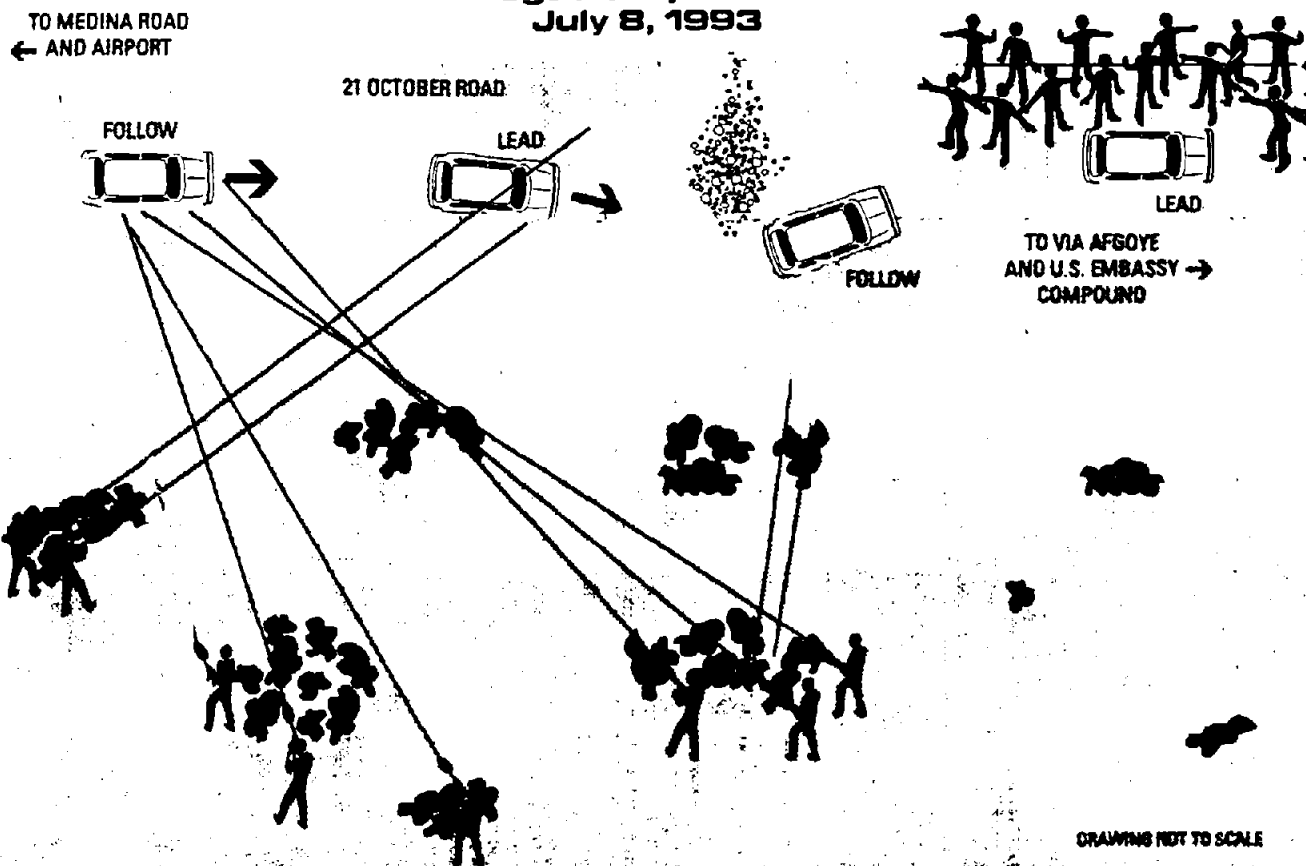 July 8, 1993
TO MEDINA ROAD
← AND AIRPORT
21 OCTOBER ROAD
FOLLOW
LEAD
FOLLOW
LEAD
TO VIA AFGOYE
AND U.S. EMBASSY →
COMPOUND
DRAWING NOT TO SCALE